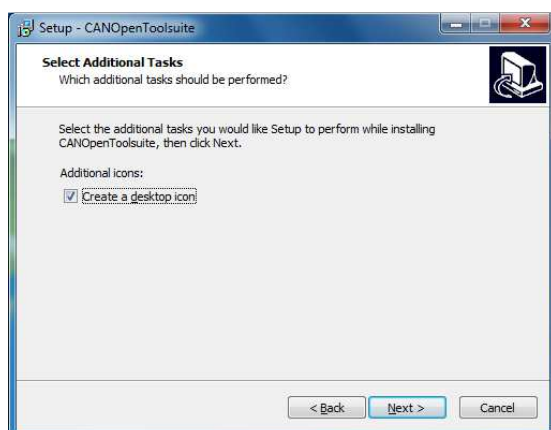 Setup - CANOpenToolsuite
Select Additional Tasks
Which additional tasks should be performed?
Select the additional tasks you would like Setup to perform while installing
CANOpenToolsuite, then click Next.
Additional icons:
Create a desktop icon
< Back
Next >
Cancel